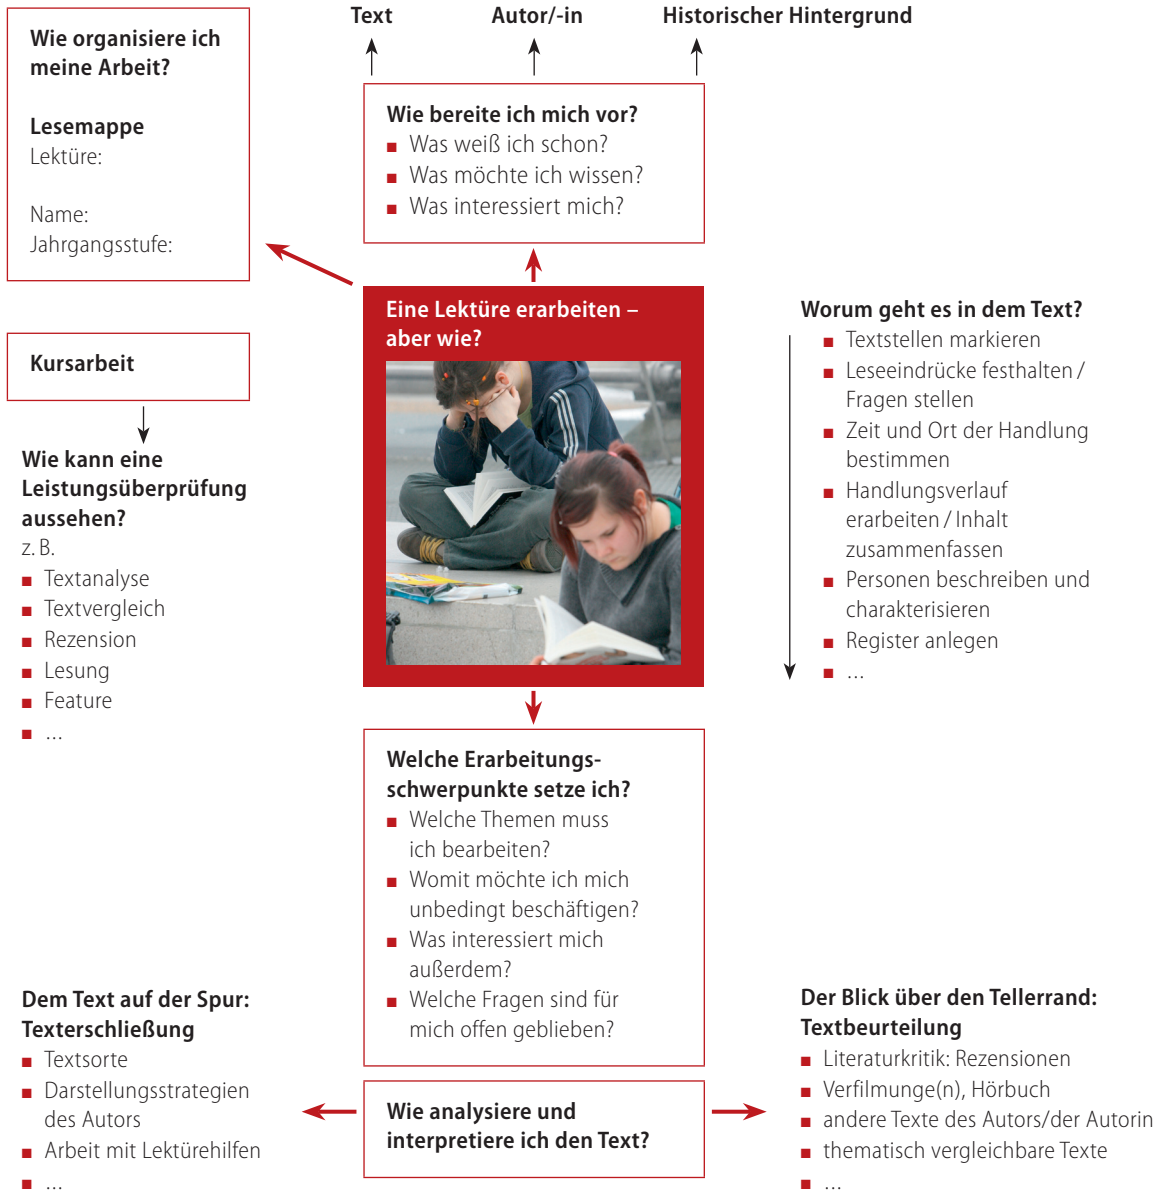 Text
Autor/-in
Historischer Hintergrund
Wie organisiere ich
meine Arbeit?
Lesemappe
Lektüre:
Name:
Jahrgangsstufe:
Wie bereite ich mich vor?
■ Was weiß ich schon?
■ Was möchte ich wissen?
■ Was interessiert mich?
Eine Lektüre erarbeiten –
aber wie?
Kursarbeit
Wie kann eine
Leistungsüberprüfung
aussehen?
z. B.
■ Textanalyse
■ Textvergleich
■ Rezension
■ Lesung
■ Feature
■ …
Worum geht es in dem Text?
■ Textstellen markieren
■ Leseeindrücke festhalten /
Fragen stellen
■ Zeit und Ort der Handlung
bestimmen
■ Handlungsverlauf
erarbeiten / Inhalt
zusammenfassen
■ Personen beschreiben und
charakterisieren
■ Register anlegen
■ …
Welche Erarbeitungs-
schwerpunkte setze ich?
■ Welche Themen muss
ich bearbeiten?
■ Womit möchte ich mich
unbedingt beschäftigen?
■ Was interessiert mich
außerdem?
■ Welche Fragen sind für
mich offen geblieben?
Dem Text auf der Spur:
Texterschließung
■ Textsorte
■ Darstellungsstrategien
des Autors
■ Arbeit mit Lektürehilfen
■ …
Wie analysiere und
interpretiere ich den Text?
Der Blick über den Tellerrand:
Textbeurteilung
■ Literaturkritik: Rezensionen
■ Verfilmunge(n), Hörbuch
■ andere Texte des Autors/der Autorin
■ thematisch vergleichbare Texte
■ …